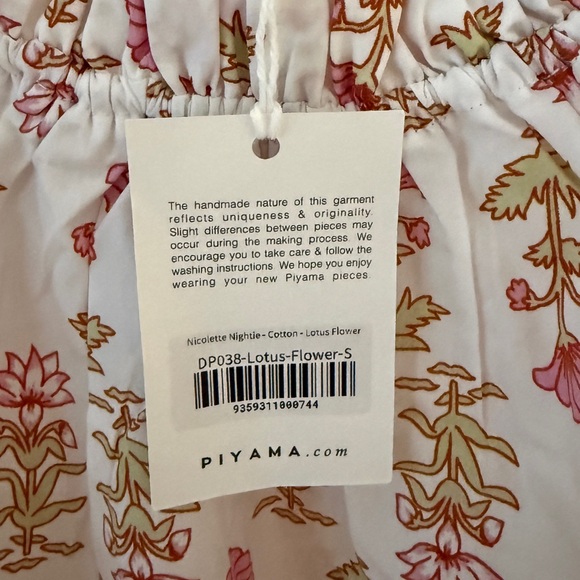 The handmade nature of this garment
reflects uniqueness & originality.
Slight differences between pieces may
occur during the making process. We
encourage you to take care & follow the
washing instructions. We hope you enjoy
wearing your new Piyama pieces.
Nicolette Nightie - Cotton - Lotus Flower
DP038-Lotus-Flower-S
9359311000744
PIYAMA.com